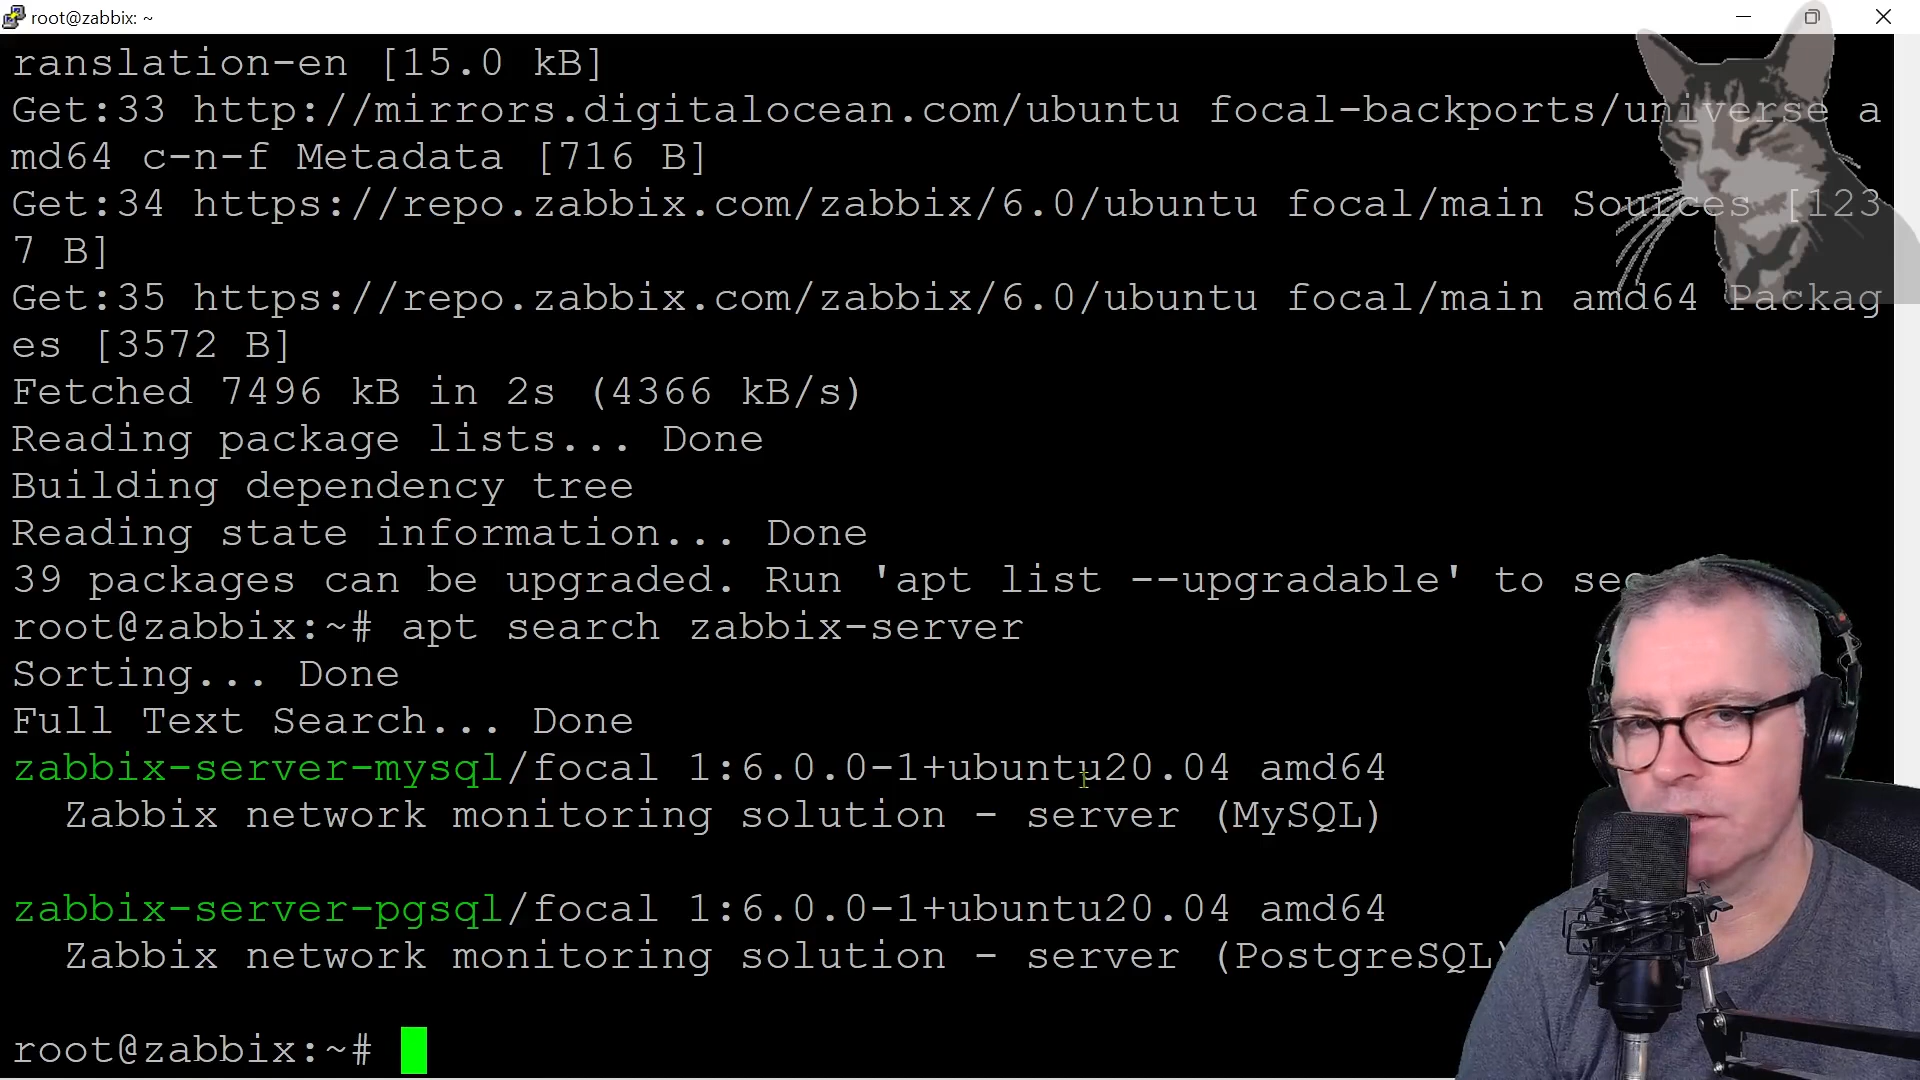 root@zabbix: ~
ranslation-en [15.0 kB]
Get:33 http://mirrors.digitalocean.com/ubuntu focal-backports/universe a
md64 c-n-f Metadata [716 B]
Get:34 https://repo.zabbix.com/zabbix/6.0/ubuntu focal/main Sources [123
7 B]
Get:35 https://repo.zabbix.com/zabbix/6.0/ubuntu focal/main amd64 Packag
es [3572 B]
Fetched 7496 kB in 2s (4366 kB/s)
Reading package lists... Done
Building dependency tree
Reading state information... Done
39 packages can be upgraded. Run 'apt list --upgradable' to see
root@zabbix:~# apt search zabbix-server
Sorting... Done
Full Text Search... Done
zabbix-server-mysql/focal 1:6.0.0-1+ubuntu20.04 amd64
Zabbix network monitoring solution - server (MySQL)
zabbix-server-pgsql/focal 1:6.0.0-1+ubuntu20.04 amd64
Zabbix network monitoring solution - server (PostgreSQL)
root@zabbix:~#